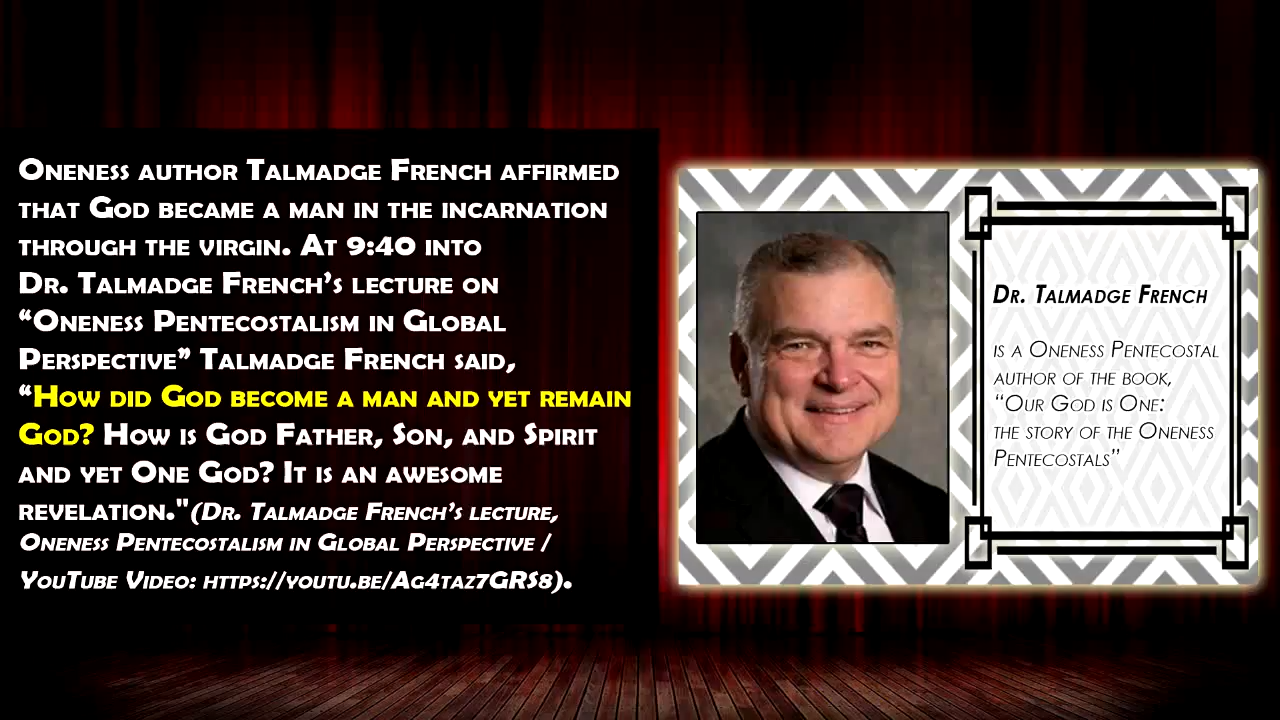 Oneness author Talmadge French affirmed
that God became a man in the incarnation
through the virgin. At 9:40 into
Dr. Talmadge French’s lecture on
“Oneness Pentecostalism in Global
Perspective” Talmadge French said,
“How did God become a man and yet remain
God? How is God Father, Son, and Spirit
and yet One God? It is an awesome
revelation."(Dr. Talmadge French’s lecture,
Oneness Pentecostalism in Global Perspective /
YouTube Video: https://youtu.be/Ag4taz7GRS8).
Dr. Talmadge French
is a Oneness Pentecostal
author of the book,
“Our God is One:
the story of the Oneness
Pentecostals”